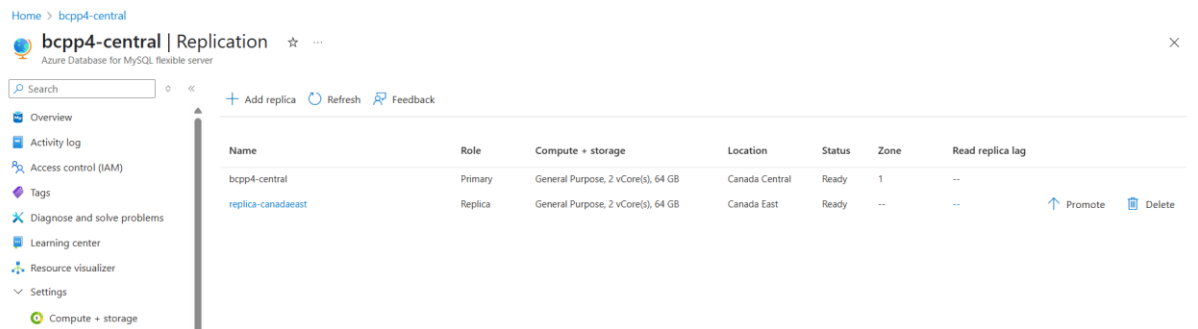 Home > bcpp4-central
bcpp4-central | Replication
Azure Database for MySQL flexible server
Search
Overview
Activity log
Access control (IAM)
Tags
Diagnose and solve problems
Learning center
Resource visualizer
Settings
Compute + storage
Add replica Refresh Feedback
Name Role Compute + storage Location Status Zone Read replica lag
bcpp4-central Primary General Purpose, 2 vCore(s), 64 GB Canada Central Ready 1 --
replica-canadaeast Replica General Purpose, 2 vCore(s), 64 GB Canada East Ready -- -- Promote Delete